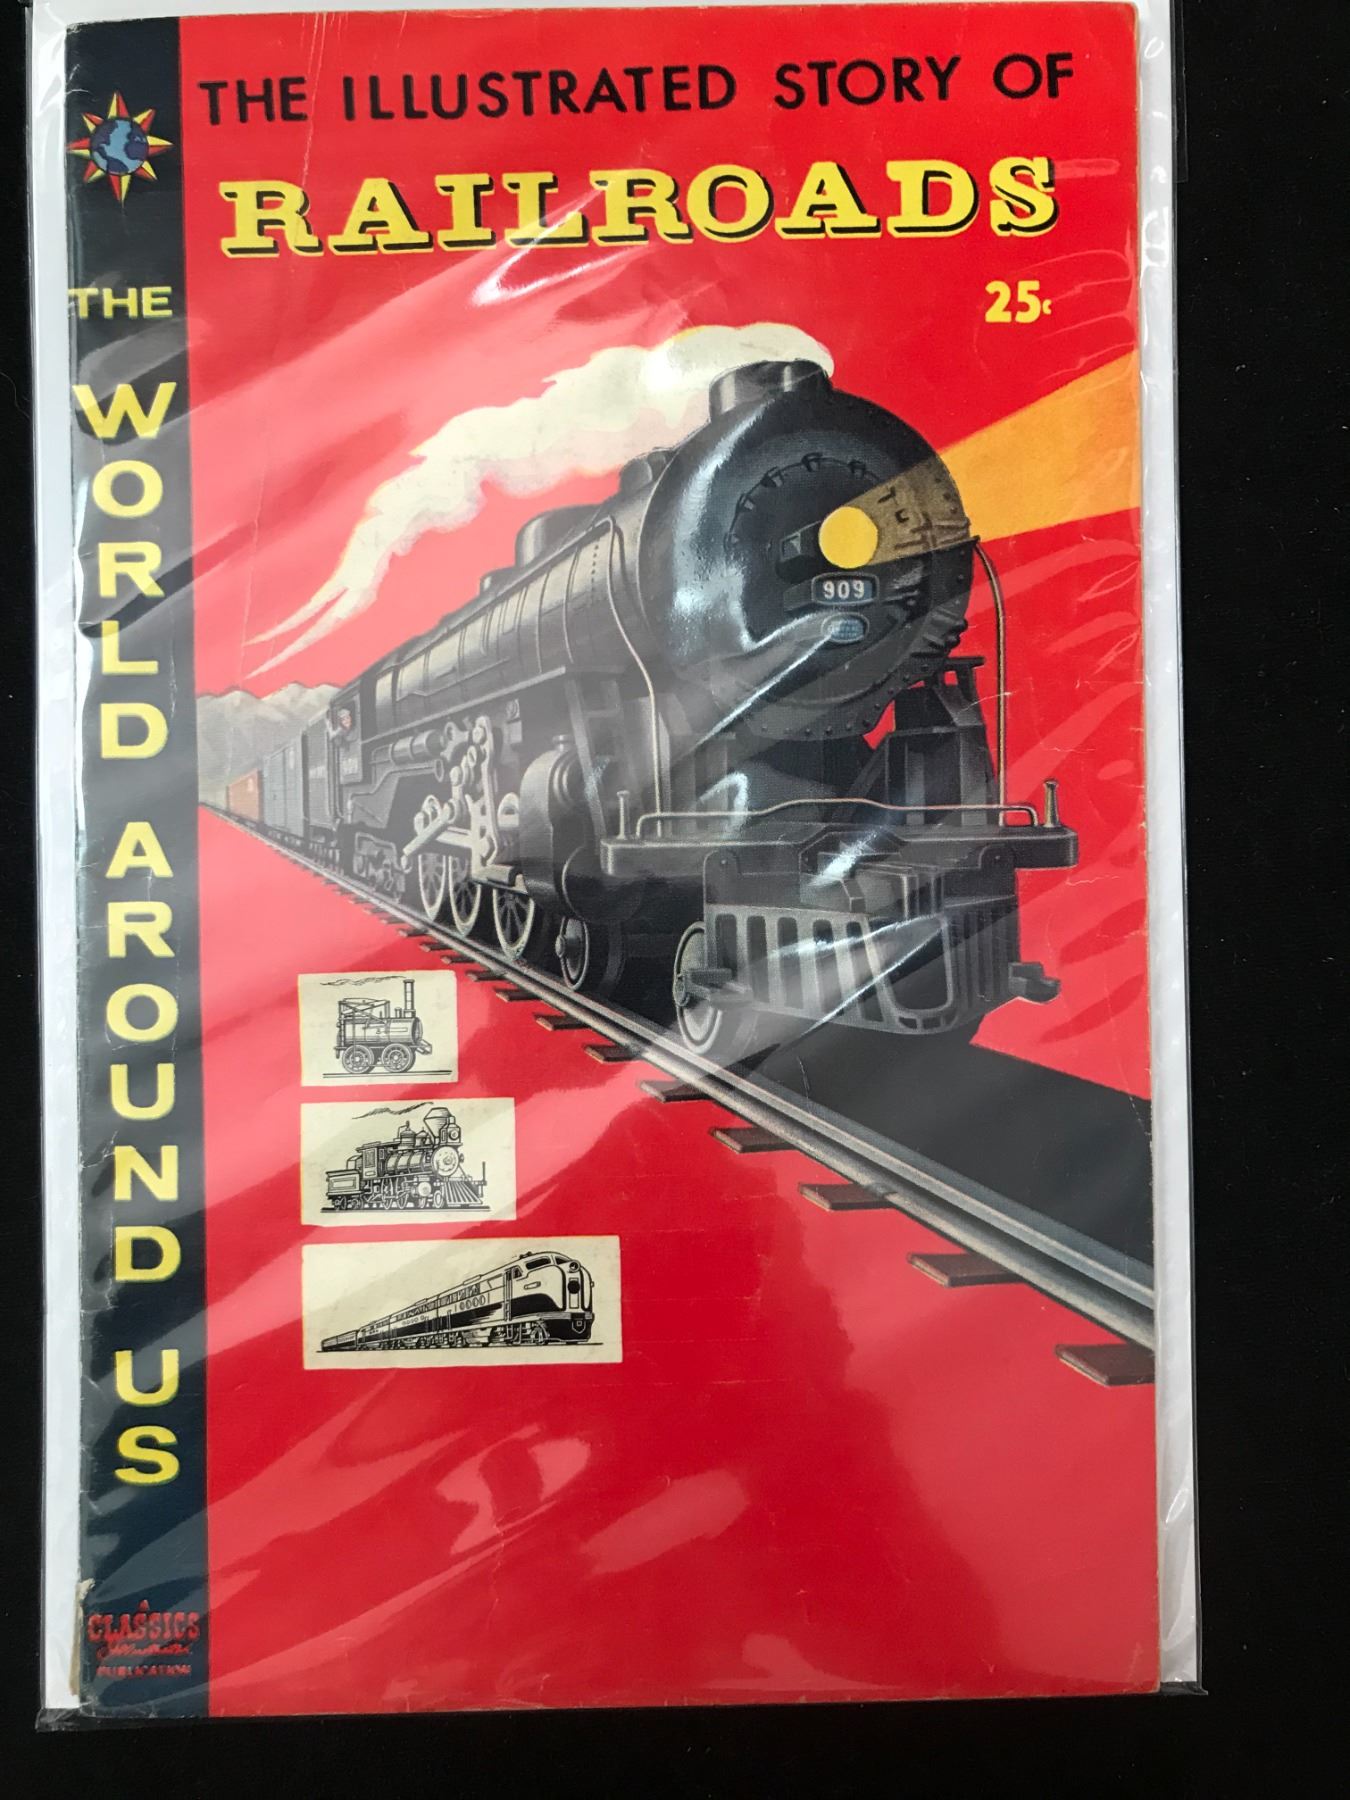 THE ILLUSTRATED STORY OF
RAILROADS
25¢
THE WORLD AROUND US
909
A
CLASSICS
Illustrated
PUBLICATION